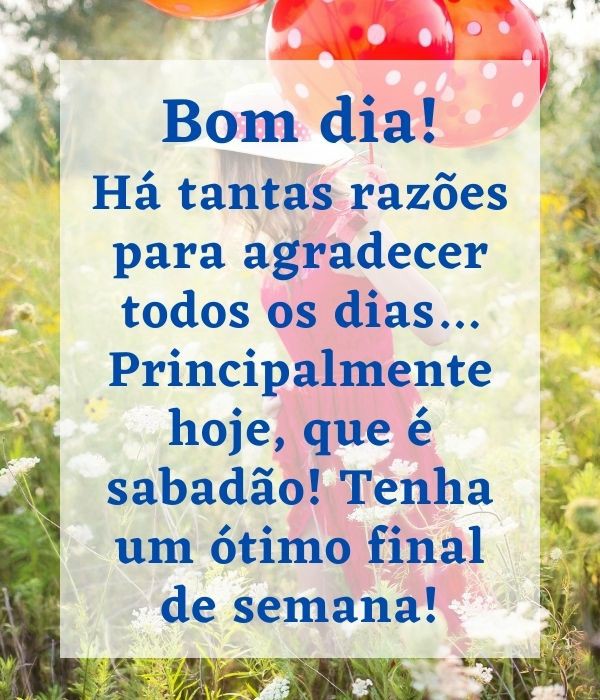 Bom dia!
Há tantas razões
para agradecer
todos os dias...
Principalmente
hoje, que é
sabadão! Tenha
um ótimo final
de semana!